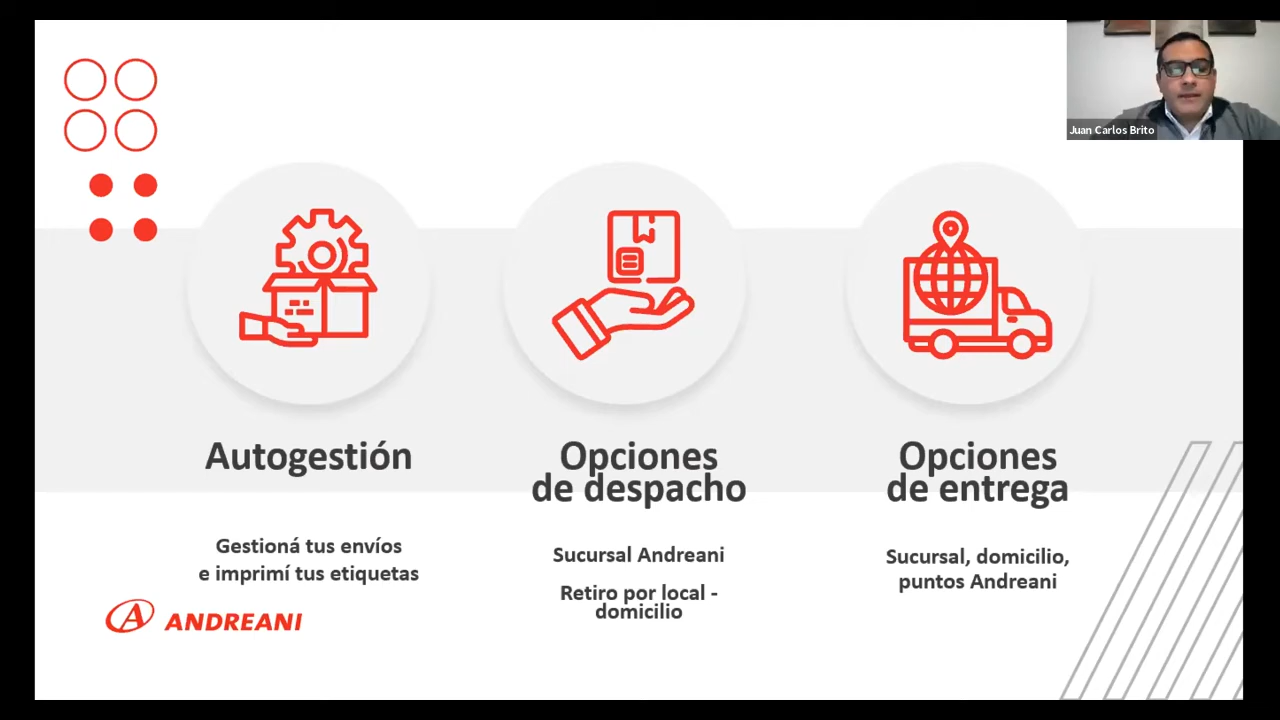 Juan Carlos Brito
Autogestión
Gestioná tus envíos
e imprimí tus etiquetas
Opciones
de despacho
Sucursal Andreani
Retiro por local -
domicilio
Opciones
de entrega
Sucursal, domicilio,
puntos Andreani
A ANDREANI